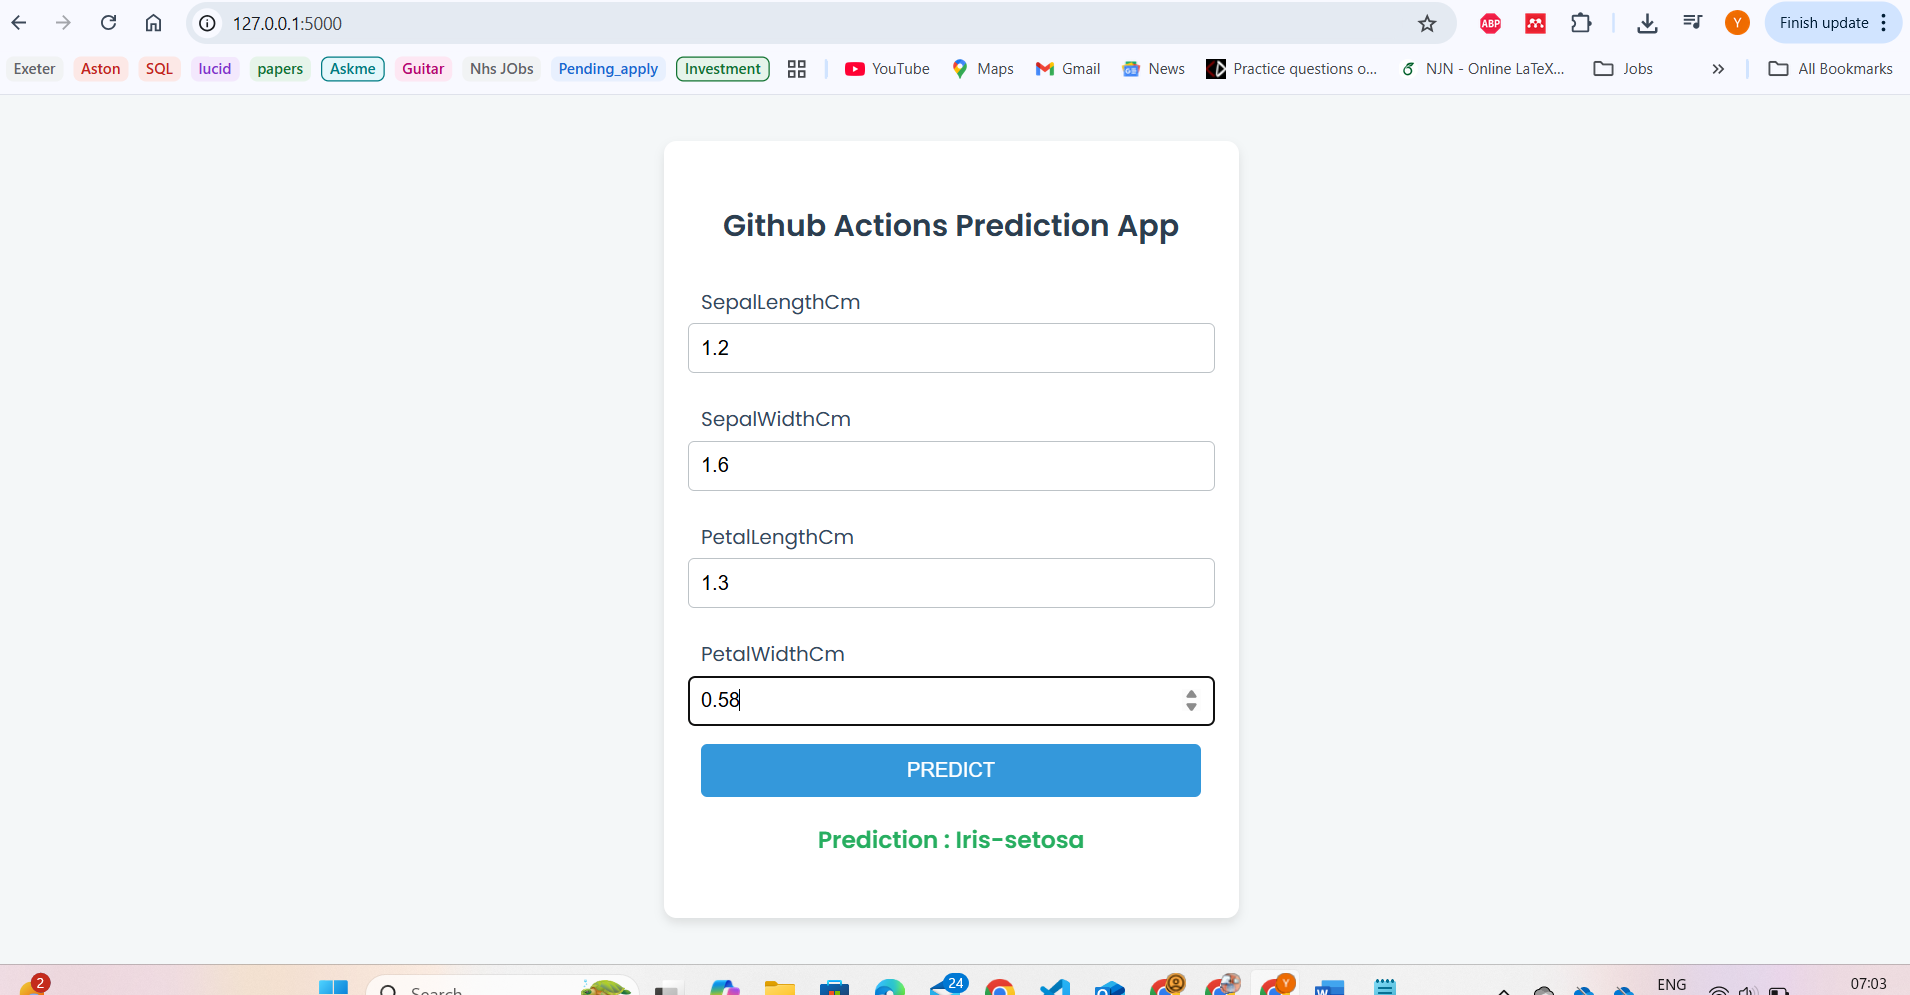 127.0.0.1:5000
ABP
Y
Finish update
Exeter Aston SQL lucid papers Askme Guitar Nhs JObs Pending_apply Investment YouTube Maps Gmail News Practice questions o... NJN - Online LaTeX... Jobs » All Bookmarks
Github Actions Prediction App
SepalLengthCm
1.2
SepalWidthCm
1.6
PetalLengthCm
1.3
PetalWidthCm
0.58
PREDICT
Prediction : Iris-setosa
2
Search
24
Y
W
ENG
07:03